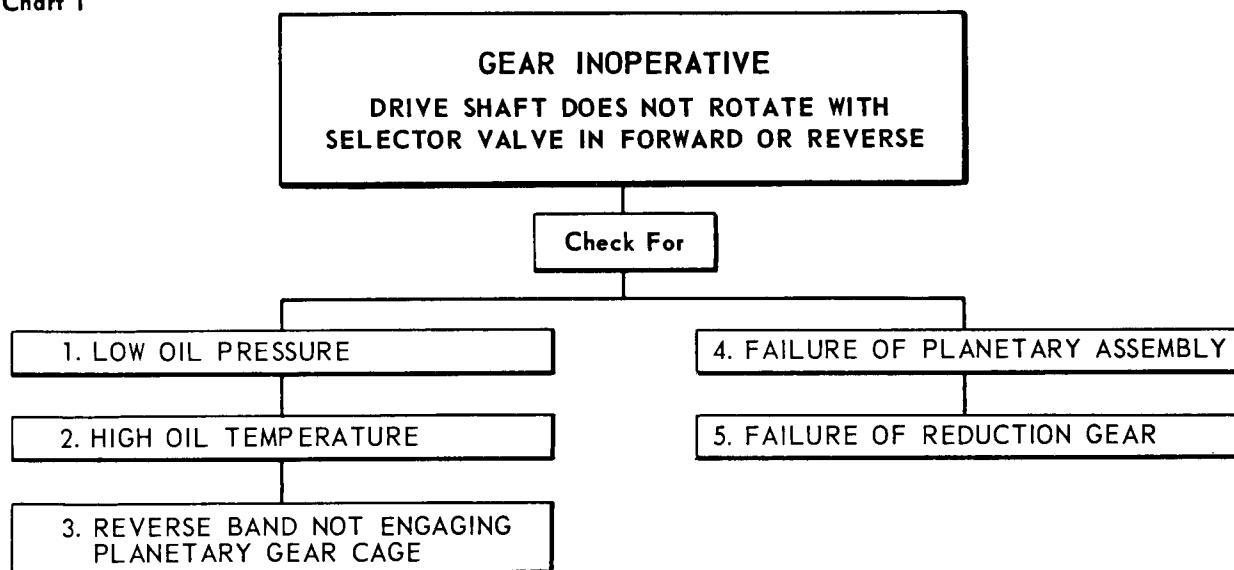 Chart 1
GEAR INOPERATIVE
DRIVE SHAFT DOES NOT ROTATE WITH
SELECTOR VALVE IN FORWARD OR REVERSE
Check For
1. LOW OIL PRESSURE
2. HIGH OIL TEMPERATURE
3. REVERSE BAND NOT ENGAGING
PLANETARY GEAR CAGE
4. FAILURE OF PLANETARY ASSEMBLY
5. FAILURE OF REDUCTION GEAR